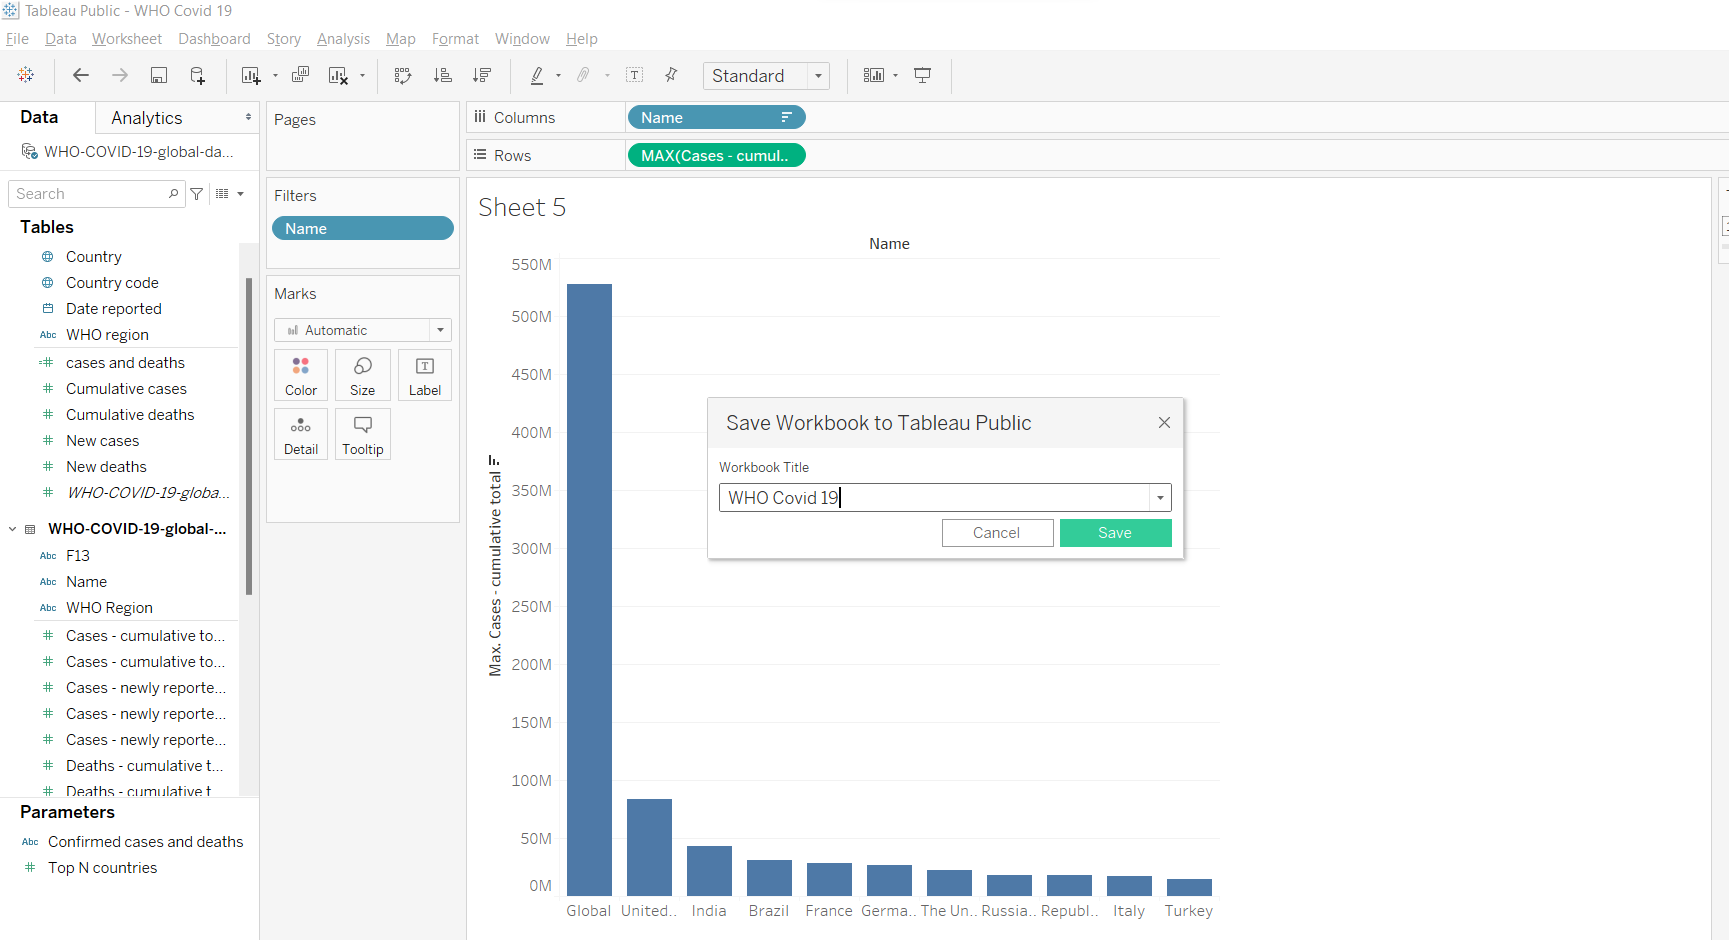 Tableau Public - WHO Covid 19
File Data Worksheet Dashboard Story Analysis Map Format Window Help
Standard
Data Analytics
WHO-COVID-19-global-da...
Search
Tables
Country
Country code
Date reported
Abc WHO region
cases and deaths
Cumulative cases
Cumulative deaths
New cases
New deaths
WHO-COVID-19-globa...
WHO-COVID-19-global-...
Abc F13
Abc Name
Abc WHO Region
Cases - cumulative to...
Cases - cumulative to...
Cases - newly reporte...
Cases - newly reporte...
Cases - newly reporte...
Deaths - cumulative t...
Deaths - cumulative t
Parameters
Abc Confirmed cases and deaths
Top N countries
Pages
Filters
Name
Marks
Automatic
Color Size Label
Detail Tooltip
Columns Name
Rows MAX(Cases - cumul..
Sheet 5
Name
550M
500M
450M
400M
350M
300M
250M
200M
150M
100M
50M
0M
Max. Cases - cumulative total
Global United.. India Brazil France Germa.. The Un.. Russia.. Republ.. Italy Turkey
Save Workbook to Tableau Public
Workbook Title
WHO Covid 19
Cancel Save